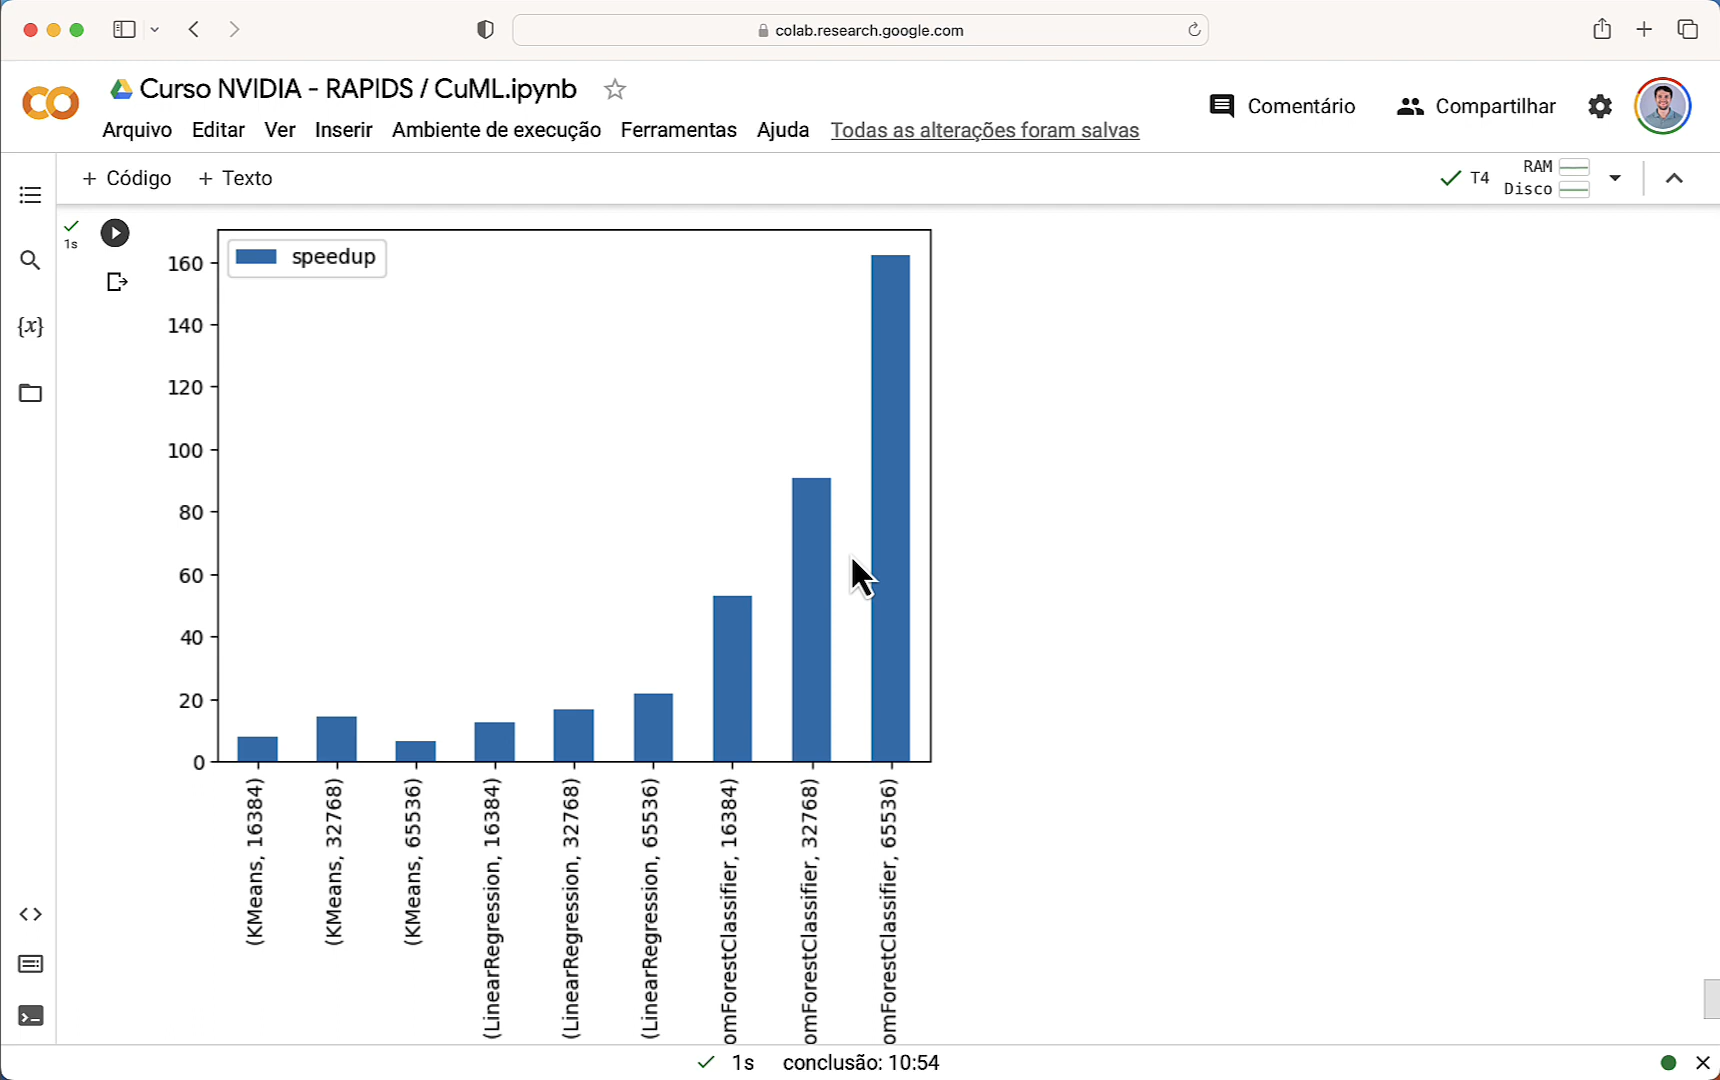 colab.research.google.com
Curso NVIDIA - RAPIDS / CuML.ipynb
Comentário
Compartilhar
Arquivo Editar Ver Inserir Ambiente de execução Ferramentas Ajuda Todas as alterações foram salvas
+ Código + Texto
T4
RAM
Disco
1s
{x}
speedup
160
140
120
100
80
60
40
20
0
(KMeans, 16384)
(KMeans, 32768)
(KMeans, 65536)
(LinearRegression, 16384)
(LinearRegression, 32768)
(LinearRegression, 65536)
omForestClassifier, 16384)
omForestClassifier, 32768)
omForestClassifier, 65536)
1s conclusão: 10:54